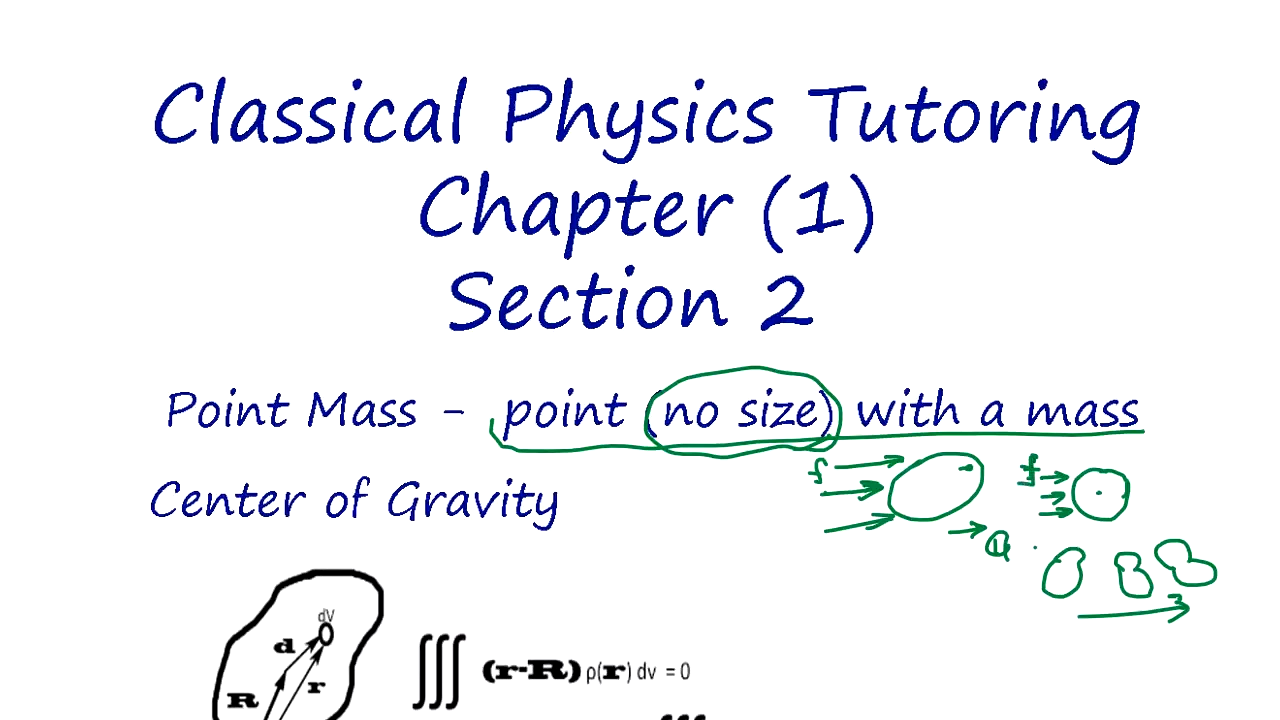 Classical Physics Tutoring
Chapter (1)
Section 2
Point Mass - point (no size) with a mass
Center of Gravity
f
f
a
dV
d
R
r
∭ (r-R) ρ(r) dv = 0